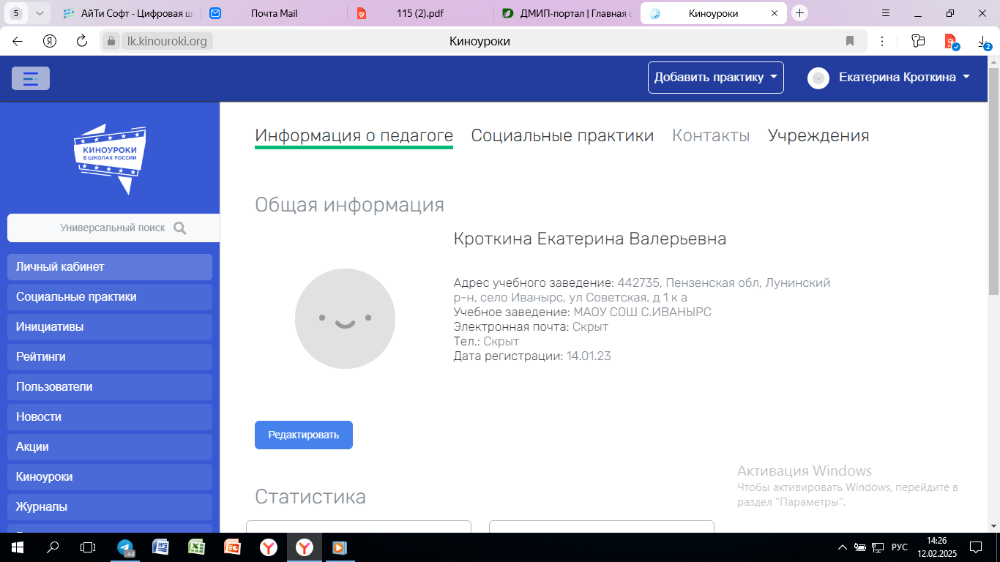 5
АйТи Софт - Цифровая ш
Почта Mail
115 (2).pdf
ДМИП-портал | Главная с
Киноуроки
lk.kinouroki.org
Киноуроки
2
Добавить практику
Екатерина Кроткина
КИНОУРОКИ
В ШКОЛАХ РОССИИ
Универсальный поиск
Личный кабинет
Социальные практики
Инициативы
Рейтинги
Пользователи
Новости
Акции
Киноуроки
Журналы
Информация о педагоге
Социальные практики
Контакты
Учреждения
Общая информация
Кроткина Екатерина Валерьевна
Адрес учебного заведение: 442735, Пензенская обл, Лунинский
р-н, село Иванырс, ул Советская, д 1 к а
Учебное заведение: МАОУ СОШ С.ИВАНЫРС
Электронная почта: Скрыт
Тел.: Скрыт
Дата регистрации: 14.01.23
Редактировать
Статистика
Активация Windows
Чтобы активировать Windows, перейдите в
раздел "Параметры".
44
РУС
14:26
12.02.2025